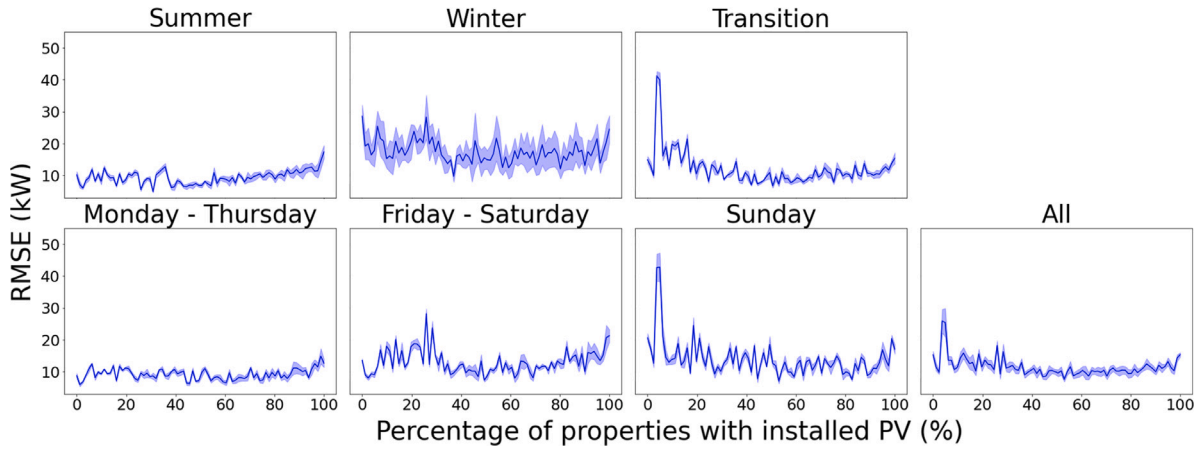 Summer Winter Transition
50
40
30
20
10
Monday - Thursday Friday - Saturday Sunday All
50
40
30
20
10
0 20 40 60 80 100 0 20 40 60 80 100 0 20 40 60 80 100 0 20 40 60 80 100
RMSE (kW)
Percentage of properties with installed PV (%)